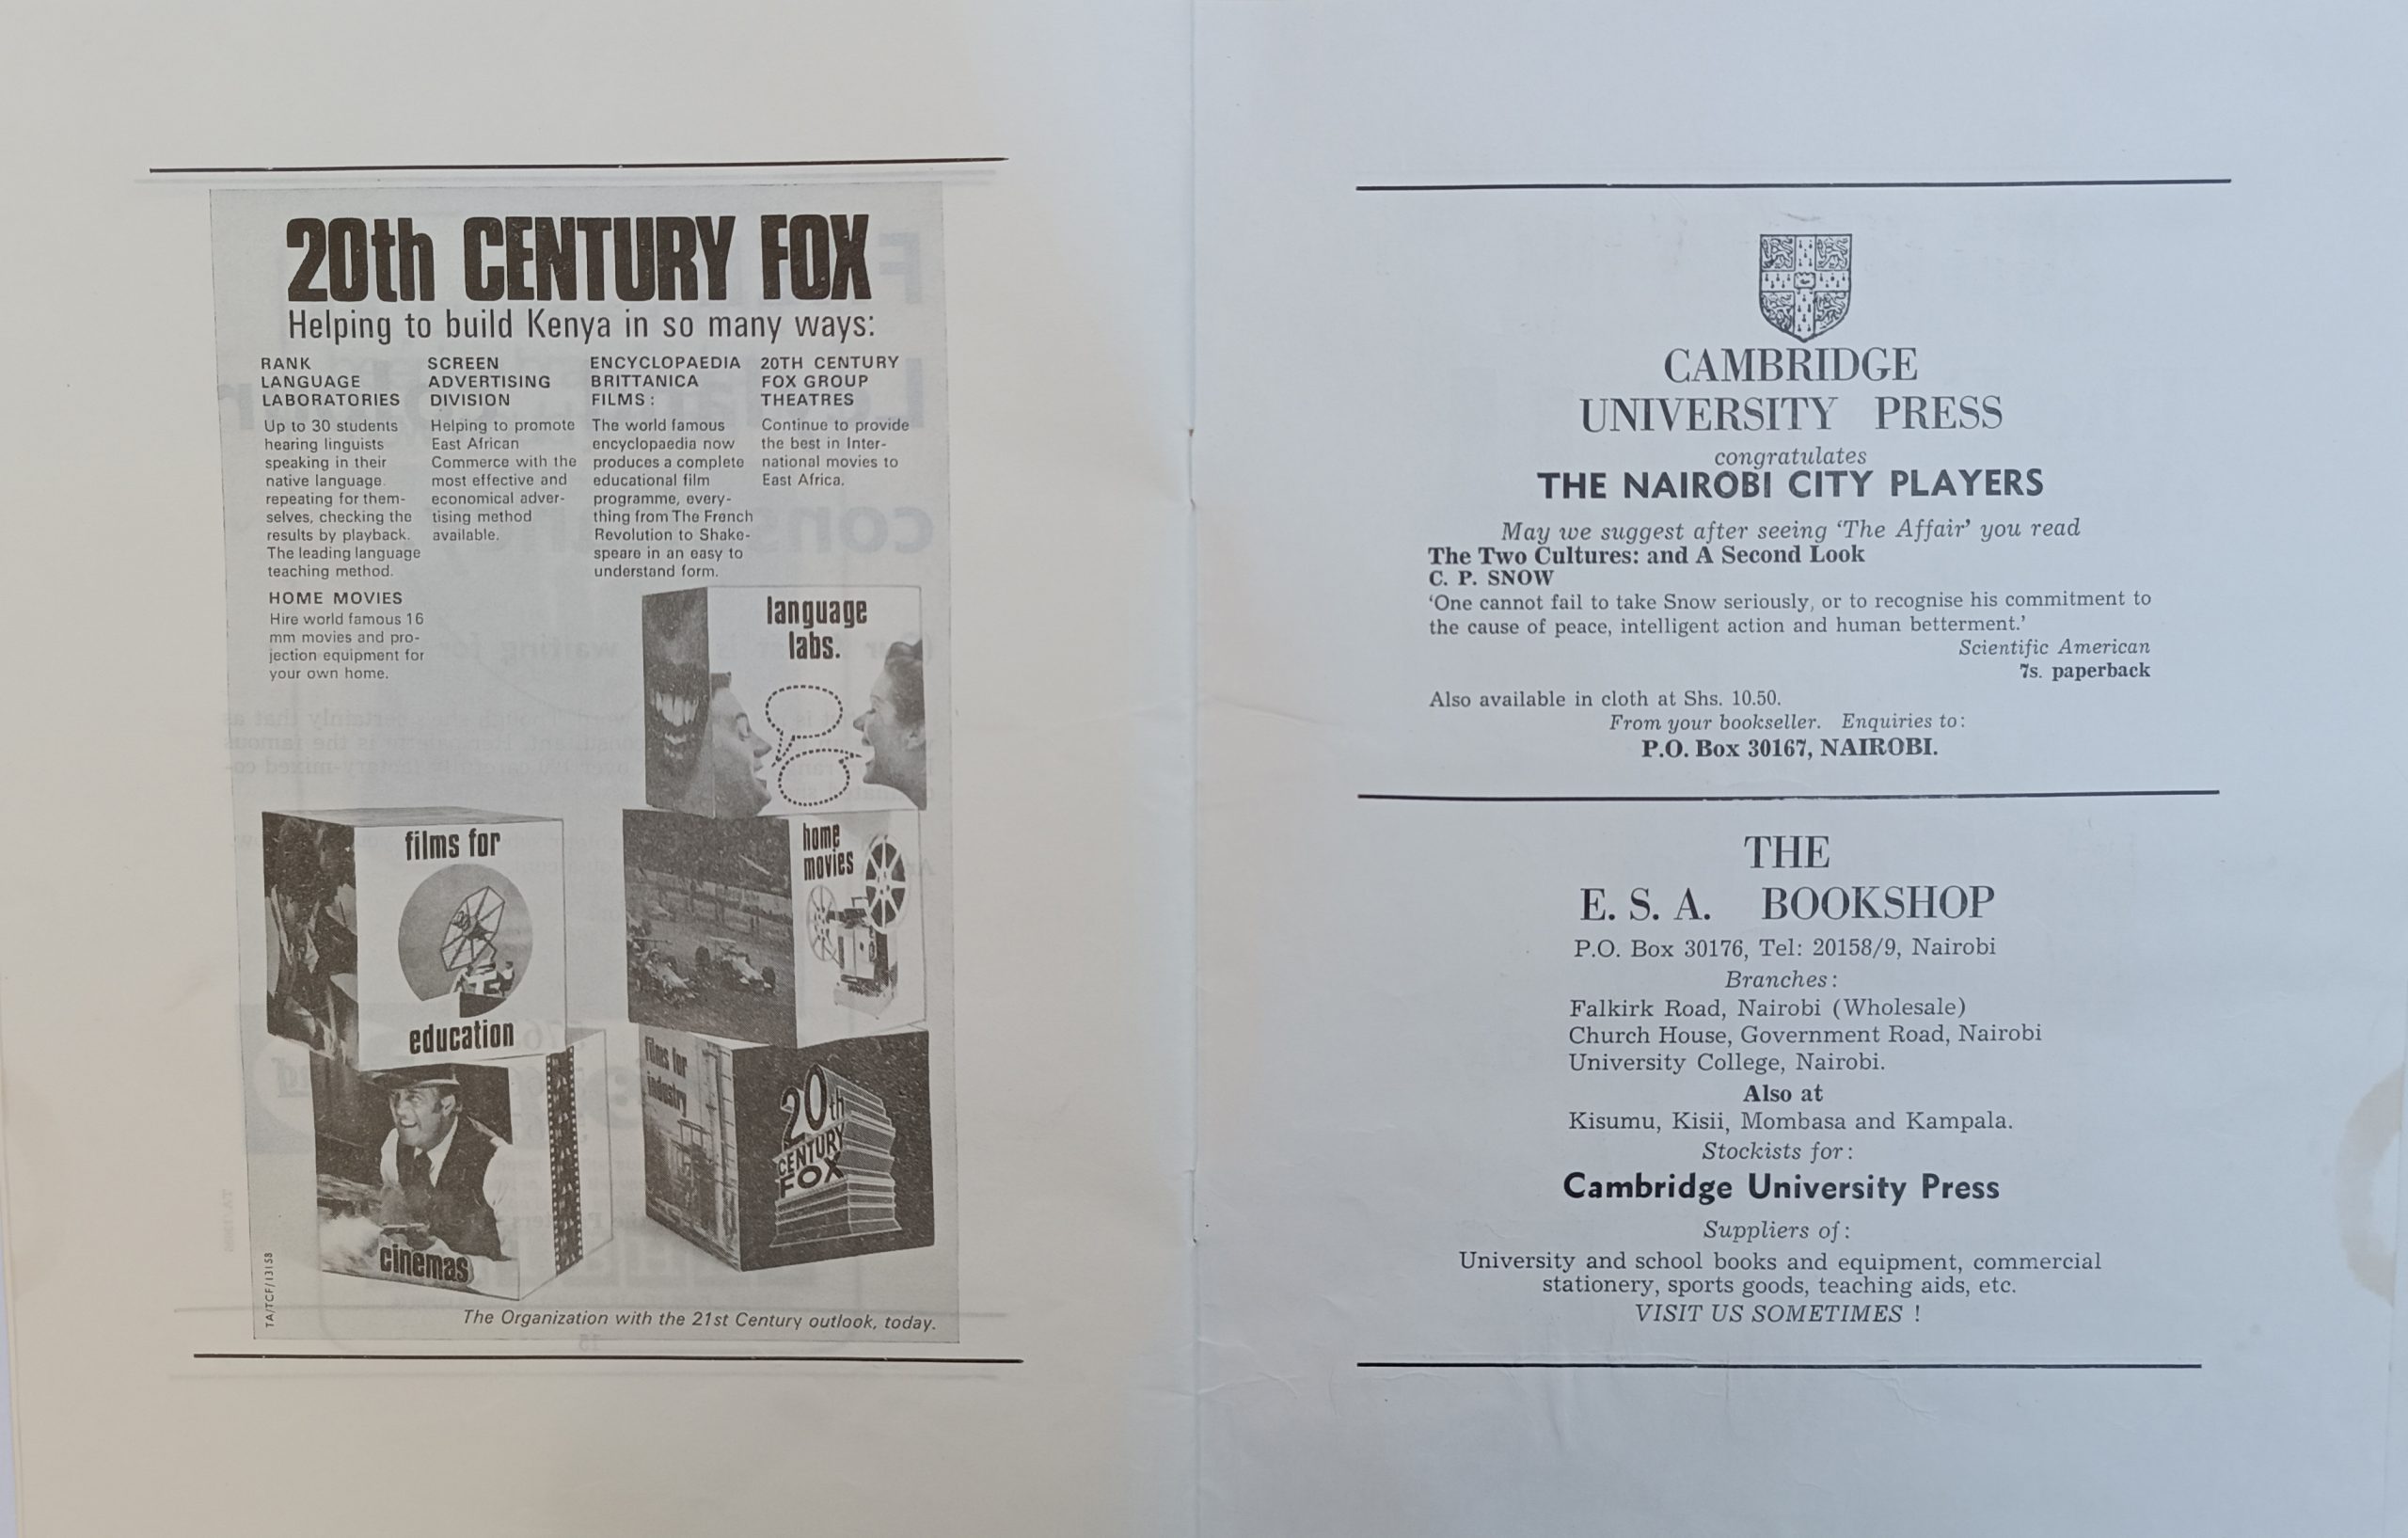 20th CENTURY FOX
Helping to build Kenya in so many ways:
RANK
LANGUAGE
LABORATORIES
Up to 30 students
hearing linguists
speaking in their
native language.
repeating for them-
selves, checking the
results by playback.
The leading language
teaching method.
HOME MOVIES
Hire world famous 16
mm movies and pro-
jection equipment for
your own home.
SCREEN
ADVERTISING
DIVISION
Helping to promote
East African
Commerce with the
most effective and
economical adver-
tising method
available.
ENCYCLOPAEDIA
BRITTANICA
FILMS :
The world famous
encyclopaedia now
produces a complete
educational film
programme, every-
thing from The French
Revolution to Shake-
speare in an easy to
understand form.
20TH CENTURY
FOX GROUP
THEATRES
Continue to provide
the best in Inter-
national movies to
East Africa.
language
labs.
films for
education
home
movies
cinemas
films for
industry
20th
CENTURY
FOX
TA/TCF/13158
The Organization with the 21st Century outlook, today.
CAMBRIDGE
UNIVERSITY PRESS
congratulates
THE NAIROBI CITY PLAYERS
May we suggest after seeing ‘The Affair’ you read
The Two Cultures: and A Second Look
C. P. SNOW
‘One cannot fail to take Snow seriously, or to recognise his commitment to
the cause of peace, intelligent action and human betterment.’
Scientific American
7s. paperback
Also available in cloth at Shs. 10.50.
From your bookseller. Enquiries to:
P.O. Box 30167, NAIROBI.
THE
E. S. A. BOOKSHOP
P.O. Box 30176, Tel: 20158/9, Nairobi
Branches:
Falkirk Road, Nairobi (Wholesale)
Church House, Government Road, Nairobi
University College, Nairobi.
Also at
Kisumu, Kisii, Mombasa and Kampala.
Stockists for:
Cambridge University Press
Suppliers of:
University and school books and equipment, commercial
stationery, sports goods, teaching aids, etc.
VISIT US SOMETIMES !